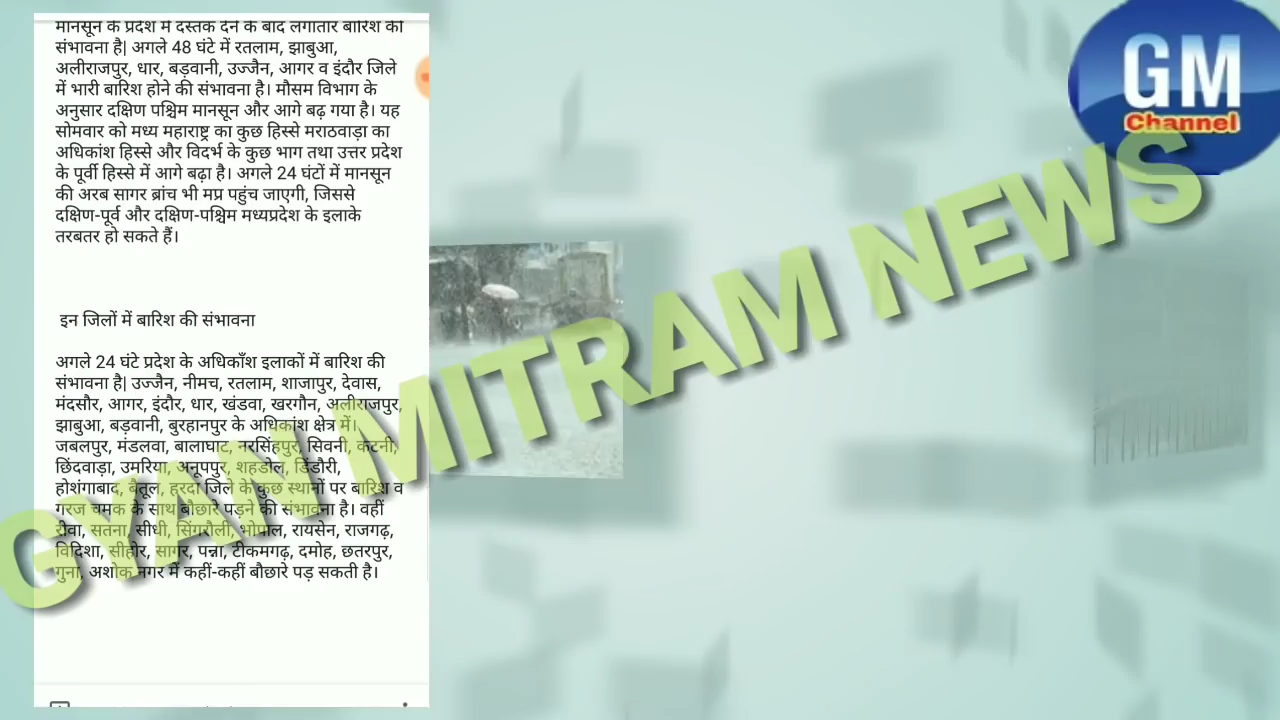 मानसून के प्रदेश में दस्तक देने के बाद लगातार बारिश की
संभावना है| अगले 48 घंटे में रतलाम, झाबुआ,
अलीराजपुर, धार, बड़वानी, उज्जैन, आगर व इंदौर जिले
में भारी बारिश होने की संभावना है। मौसम विभाग के
अनुसार दक्षिण पश्चिम मानसून और आगे बढ़ गया है। यह
सोमवार को मध्य महाराष्ट्र का कुछ हिस्से मराठवाड़ा का
अधिकांश हिस्से और विदर्भ के कुछ भाग तथा उत्तर प्रदेश
के पूर्वी हिस्से में आगे बढ़ा है। अगले 24 घंटों में मानसून
की अरब सागर ब्रांच भी मप्र पहुंच जाएगी, जिससे
दक्षिण-पूर्व और दक्षिण-पश्चिम मध्यप्रदेश के इलाके
तरबतर हो सकते हैं।
इन जिलों में बारिश की संभावना
अगले 24 घंटे प्रदेश के अधिकाँश इलाकों में बारिश की
संभावना है| उज्जैन, नीमच, रतलाम, शाजापुर, देवास,
मंदसौर, आगर, इंदौर, धार, खंडवा, खरगौन, अलीराजपुर,
झाबुआ, बड़वानी, बुरहानपुर के अधिकांश क्षेत्र में।
जबलपुर, मंडलवा, बालाघाट, नरसिंहपुर, सिवनी, कटनी,
छिंदवाड़ा, उमरिया, अनूपपुर, शहडोल, डिंडौरी,
होशंगाबाद, बैतूल, हरदा जिले के कुछ स्थानों पर बारिश व
गरज चमक के साथ बौछारे पड़ने की संभावना है। वहीं
रीवा, सतना, सीधी, सिंगरौली, भोपाल, रायसेन, राजगढ़,
विदिशा, सीहोर, सागर, पन्ना, टीकमगढ़, दमोह, छतरपुर,
गुना, अशोक नगर में कहीं-कहीं बौछारे पड़ सकती है।
GYAN MITRAM NEWS
GM
Channel